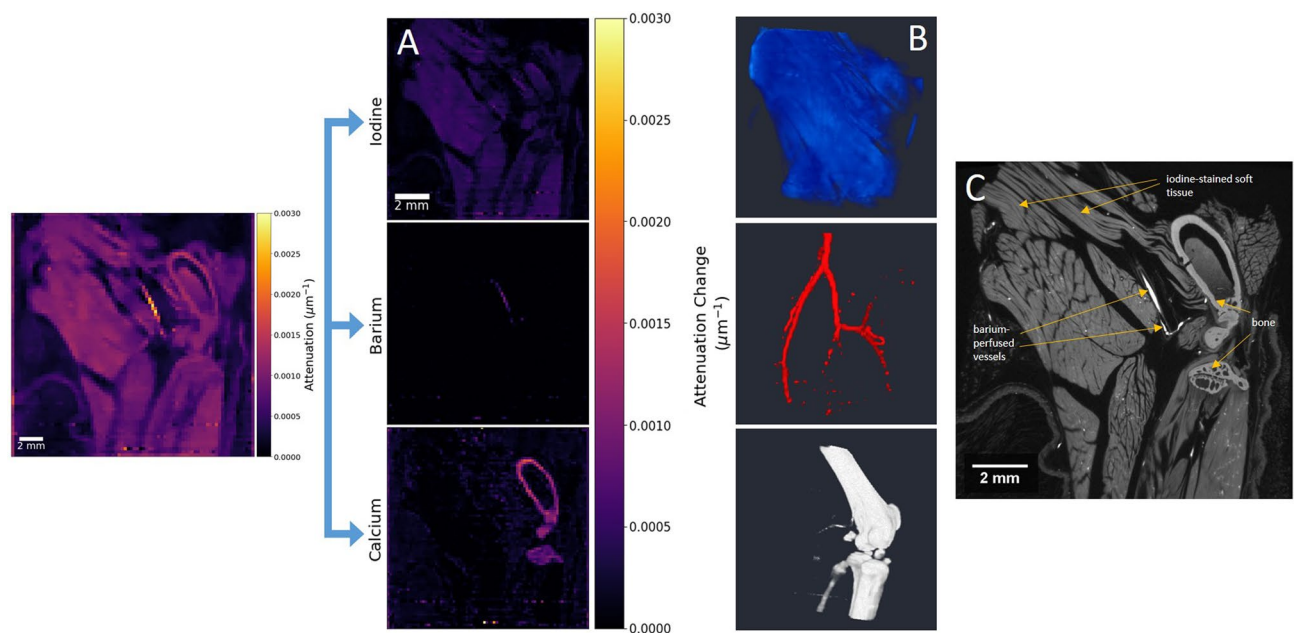 0.0030
0.0025
0.0020
0.0015
0.0010
0.0005
0.0000
Attenuation (μm⁻¹)
2 mm
A
Iodine
2 mm
Barium
Calcium
0.0030
0.0025
0.0020
0.0015
0.0010
0.0005
0.0000
Attenuation Change
(μm⁻¹)
B
C
iodine-stained soft
tissue
barium-
perfused
vessels
bone
2 mm